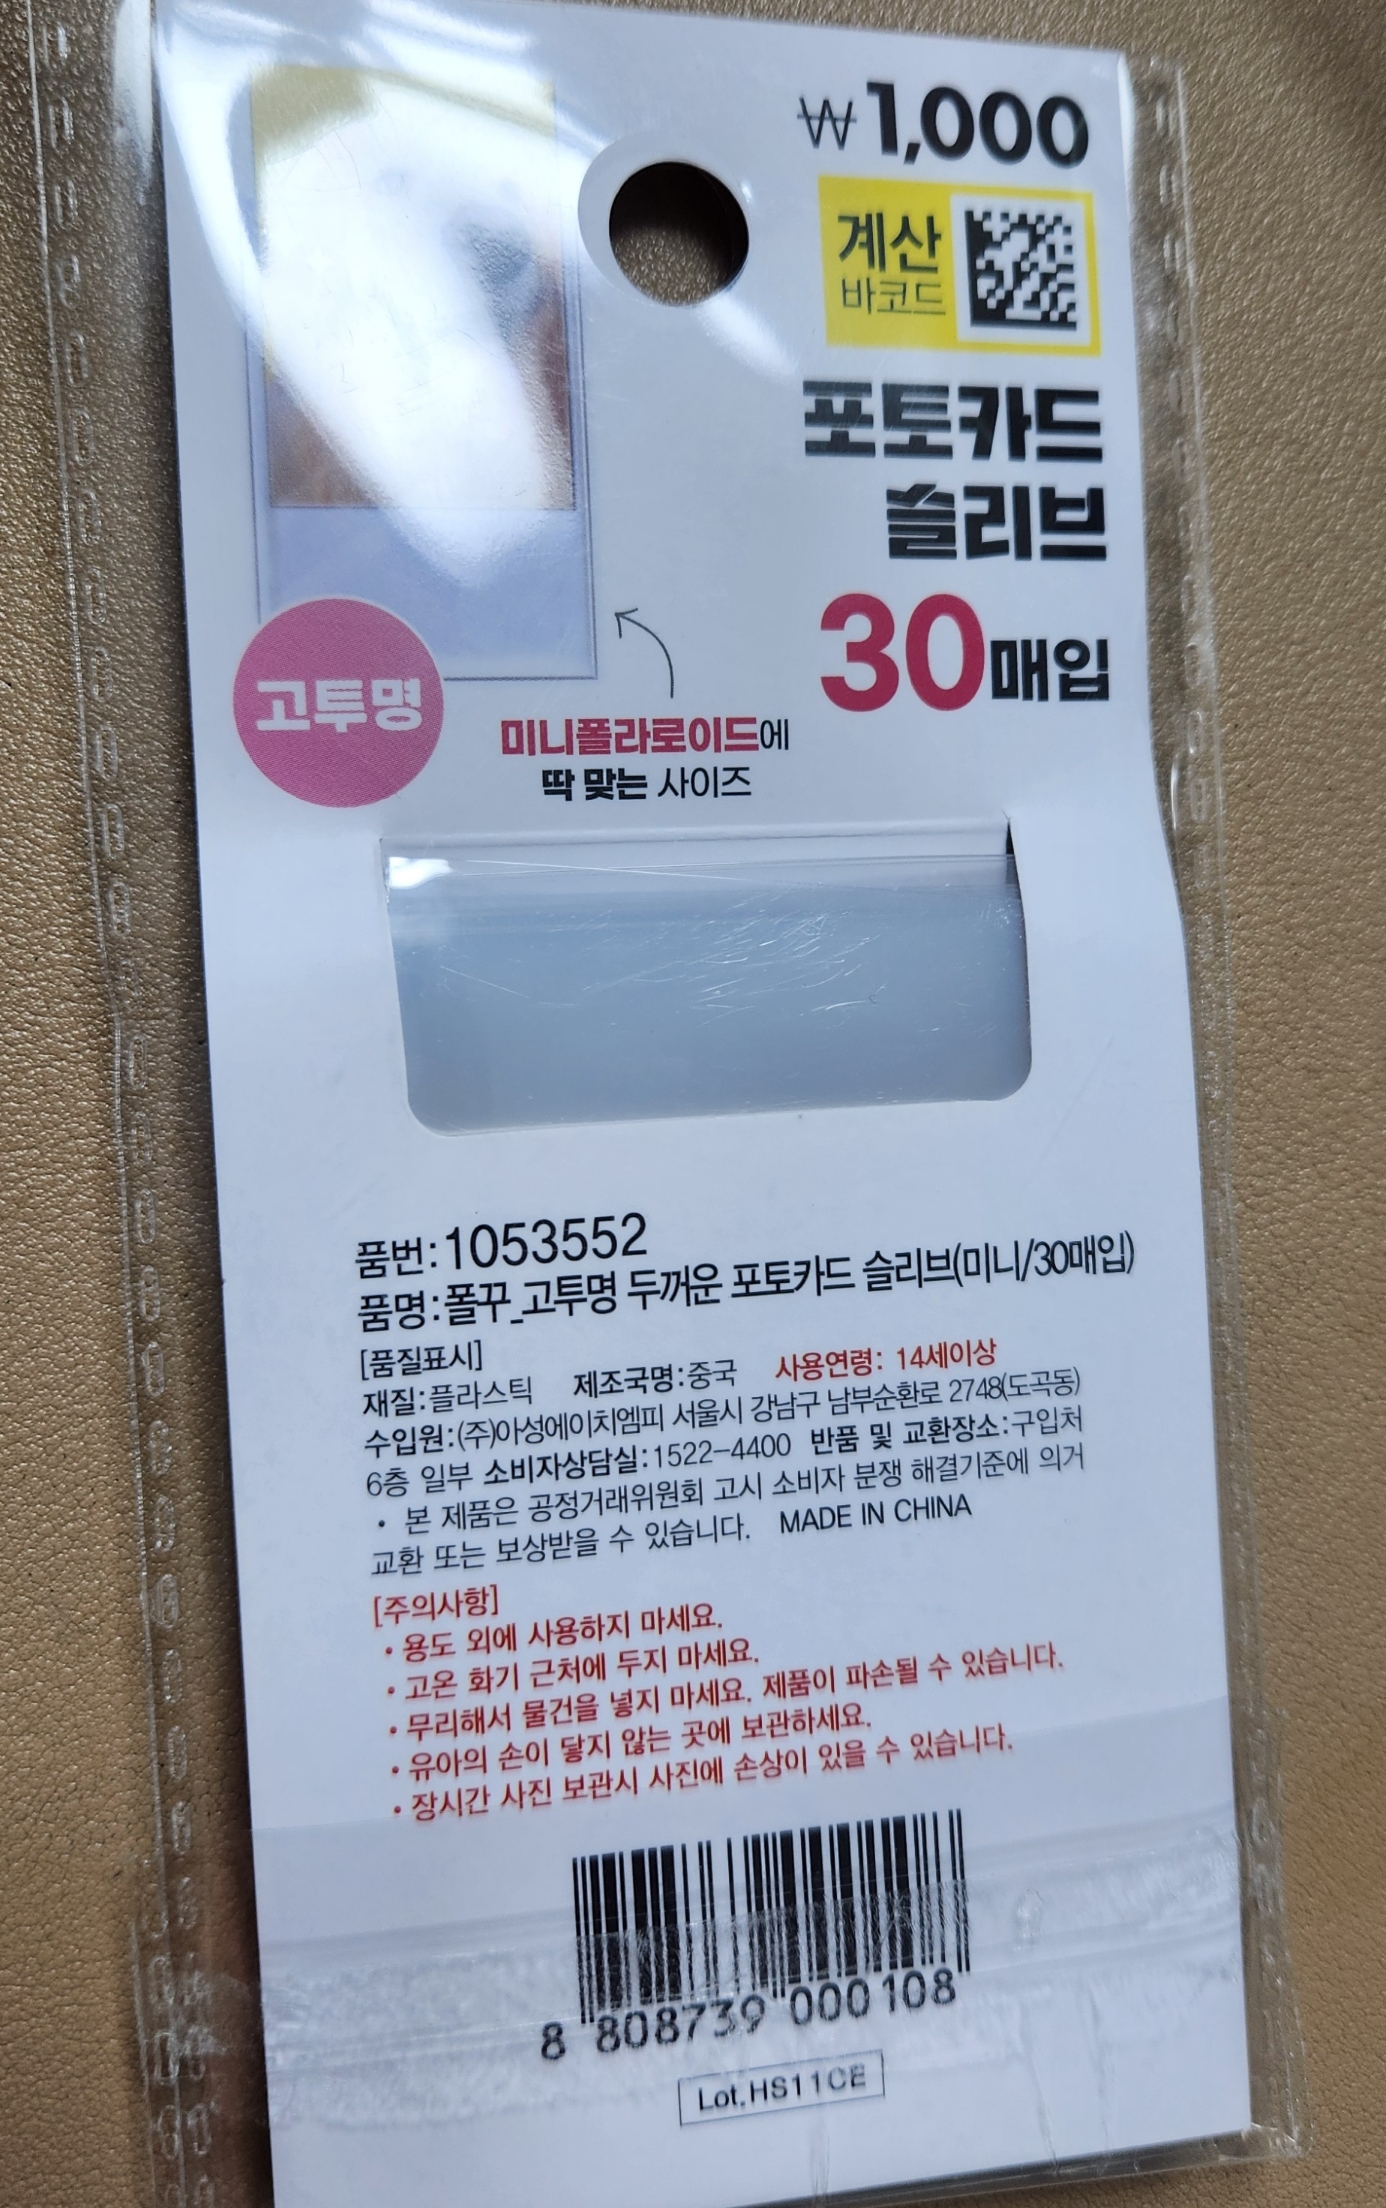 ₩1,000
계산
바코드
포토카드
슬리브
30매입
고투명
미니폴라로이드에
딱 맞는 사이즈
품번:1053552
품명:폴꾸_고투명 두꺼운 포토카드 슬리브(미니/30매입)
[품질표시]
재질:플라스틱 제조국명:중국 사용연령: 14세이상
수입원:(주)아성에이치엠피 서울시 강남구 남부순환로 2748(도곡동)
6층 일부 소비자상담실:1522-4400 반품 및 교환장소:구입처
• 본 제품은 공정거래위원회 고시 소비자 분쟁 해결기준에 의거
교환 또는 보상받을 수 있습니다. MADE IN CHINA
[주의사항]
• 용도 외에 사용하지 마세요.
• 고온 화기 근처에 두지 마세요.
• 무리해서 물건을 넣지 마세요. 제품이 파손될 수 있습니다.
• 유아의 손이 닿지 않는 곳에 보관하세요.
• 장시간 사진 보관시 사진에 손상이 있을 수 있습니다.
8 808739 000108
Lot.HS11CE